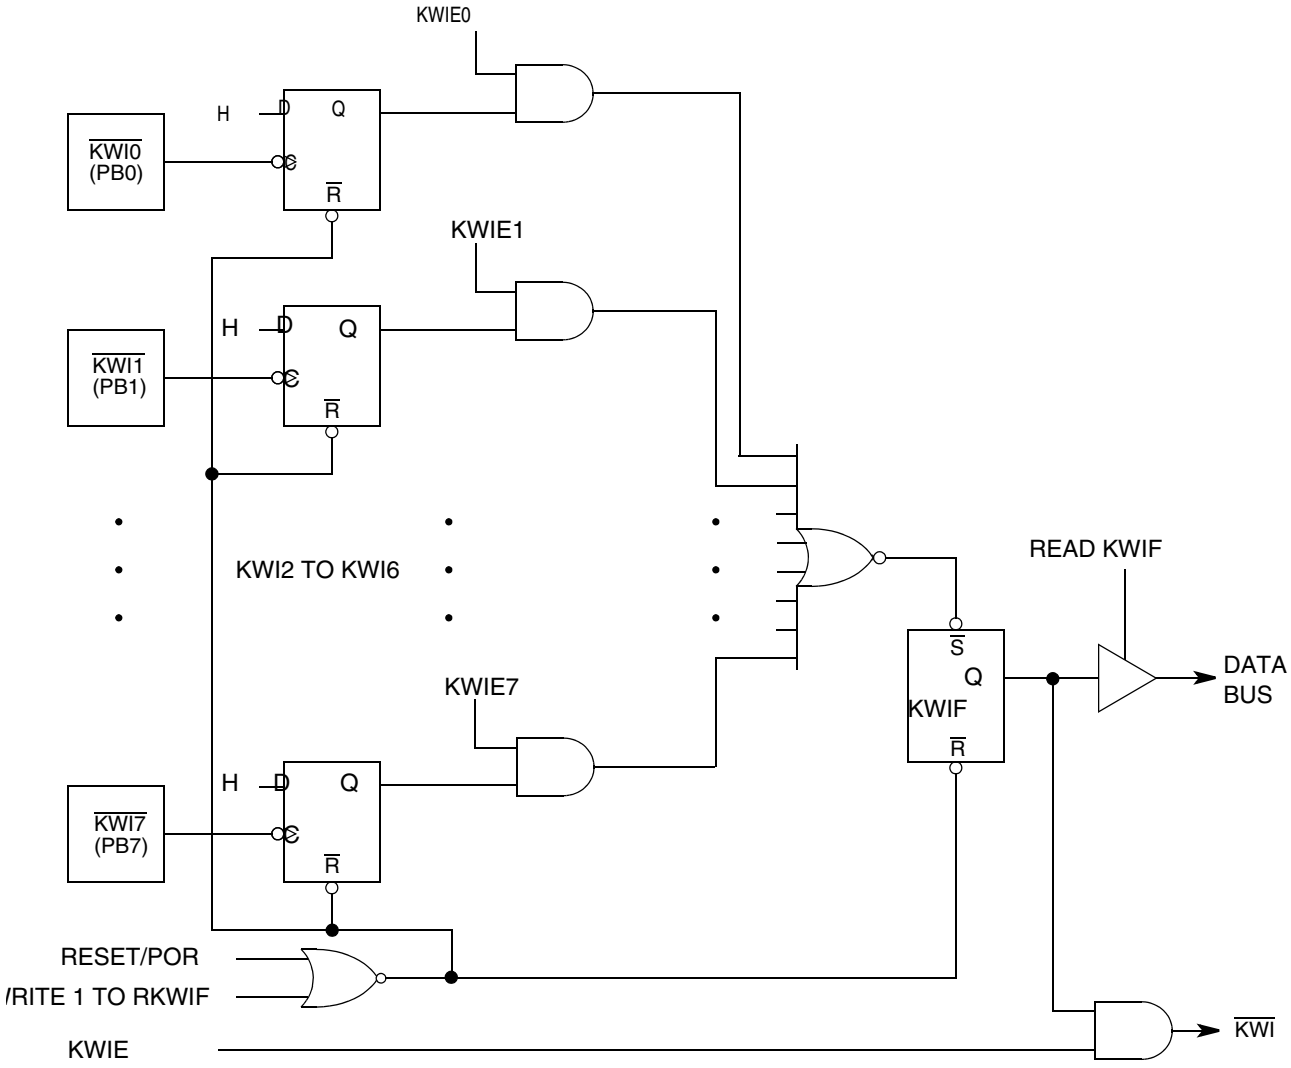 KWIE0
H D Q
KWI0
(PB0)
C
R
KWIE1
H D Q
KWI1
(PB1)
C
R
KWI2 TO KWI6
READ KWIF
S
Q
KWIF
R
DATA
BUS
KWIE7
H D Q
KWI7
(PB7)
C
R
RESET/POR
/RITE 1 TO RKWIF
KWIE
KWI